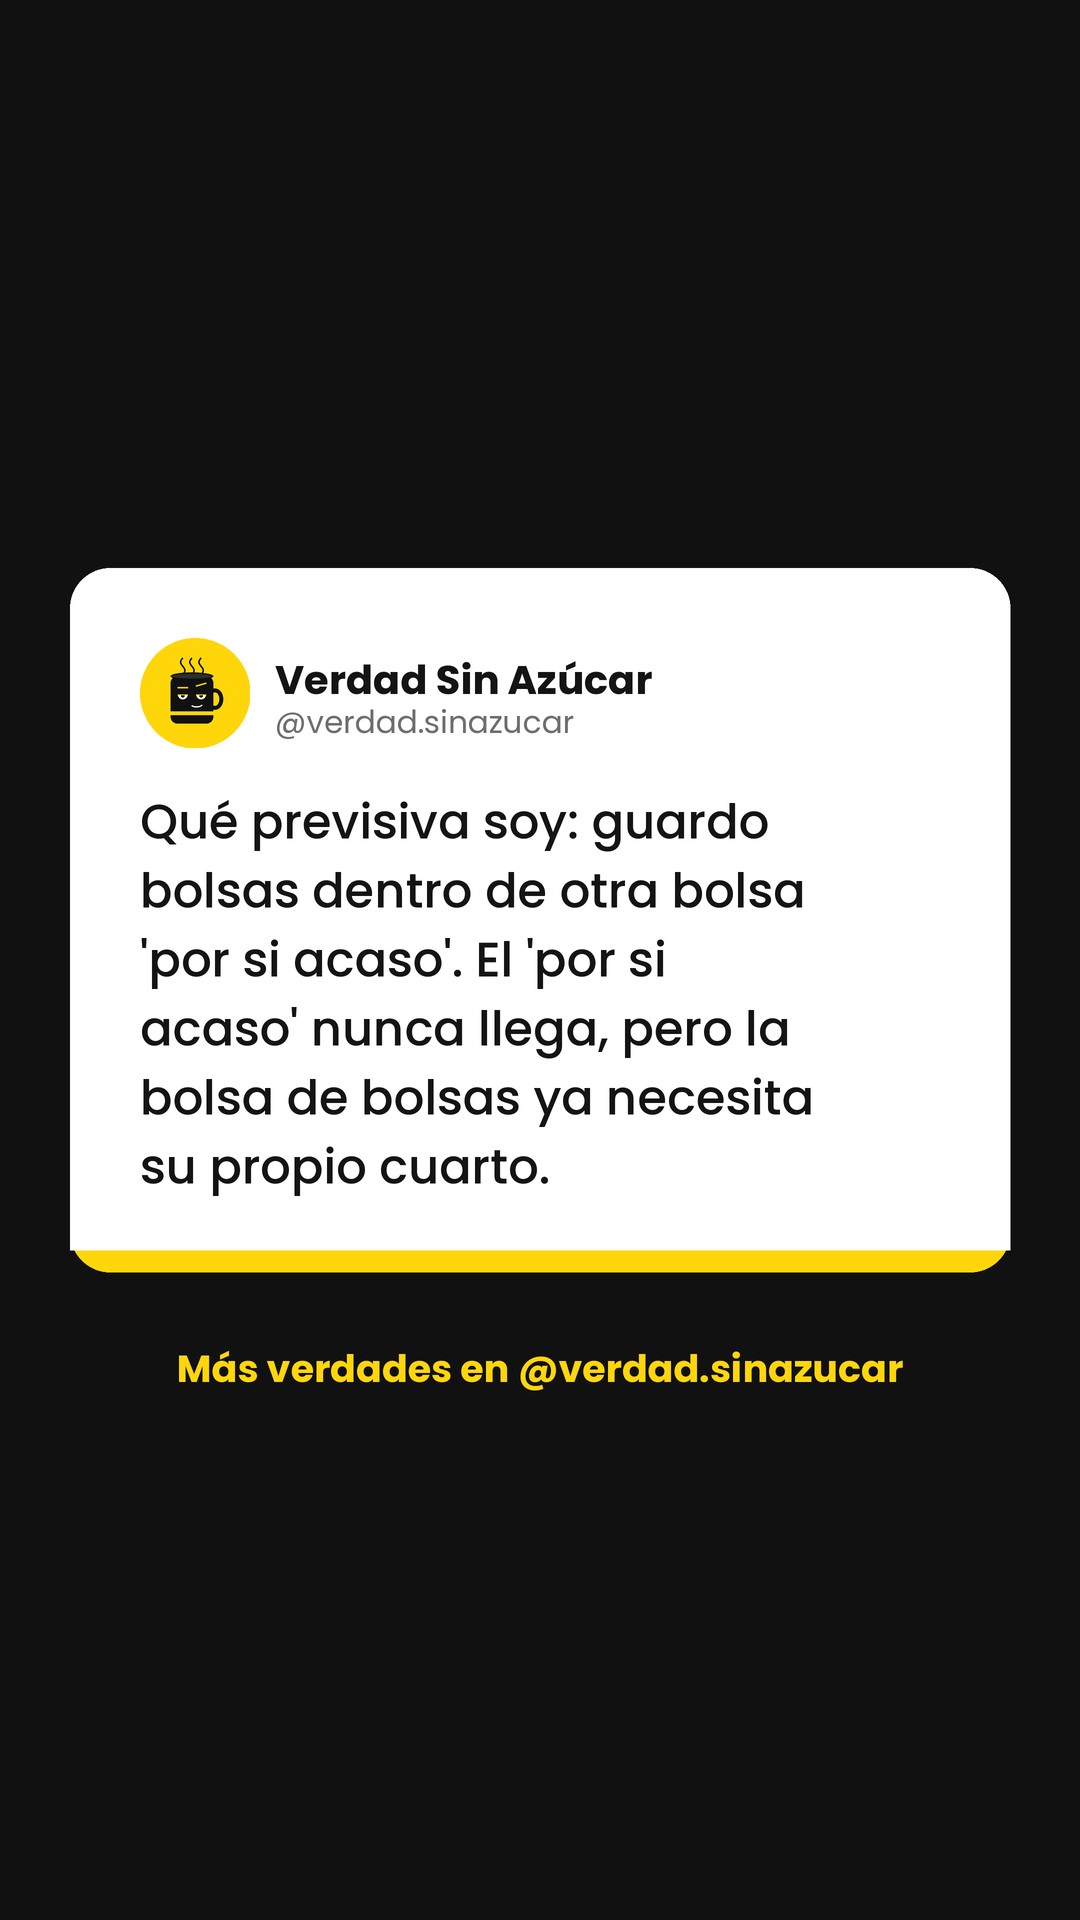 Verdad Sin Azúcar
@verdad.sinazucar
Qué previsiva soy: guardo
bolsas dentro de otra bolsa
'por si acaso'. El 'por si
acaso' nunca llega, pero la
bolsa de bolsas ya necesita
su propio cuarto.
Más verdades en @verdad.sinazucar